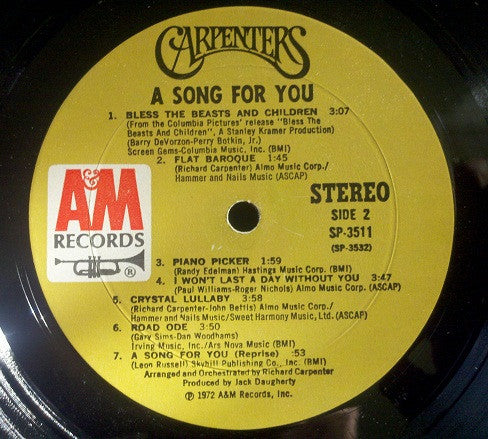 CARPENTERS
A SONG FOR YOU
1. BLESS THE BEASTS AND CHILDREN 3:07
(From the Columbia Pictures' release "Bless The
Beasts And Children", A Stanley Kramer Production)
(Barry DeVorzon-Perry Botkin, Jr.)
Screen Gems-Columbia Music, Inc. (BMI)
2. FLAT BAROQUE 1:45
(Richard Carpenter) Almo Music Corp./
Hammer and Nails Music (ASCAP)
A&M
RECORDS
®
STEREO
SIDE 2
SP-3511
(SP-3532)
3. PIANO PICKER 1:59
(Randy Edelman) Hastings Music Corp. (BMI)
4. I WON'T LAST A DAY WITHOUT YOU 3:47
(Paul Williams-Roger Nichols) Almo Music Corp. (ASCAP)
5. CRYSTAL LULLABY 3:58
(Richard Carpenter-John Bettis) Almo Music Corp./
Hammer and Nails Music/Sweet Harmony Music, Ltd. (ASCAP)
6. ROAD ODE 3:50
(Gary Sims-Dan Woodhams)
Irving Music, Inc./Ars Nova Music (BMI)
7. A SONG FOR YOU (Reprise) :53
(Leon Russell) Skyhill Publishing Co., Inc. (BMI)
Arranged and Orchestrated by Richard Carpenter
Produced by Jack Daugherty
℗ 1972 A&M Records, Inc.